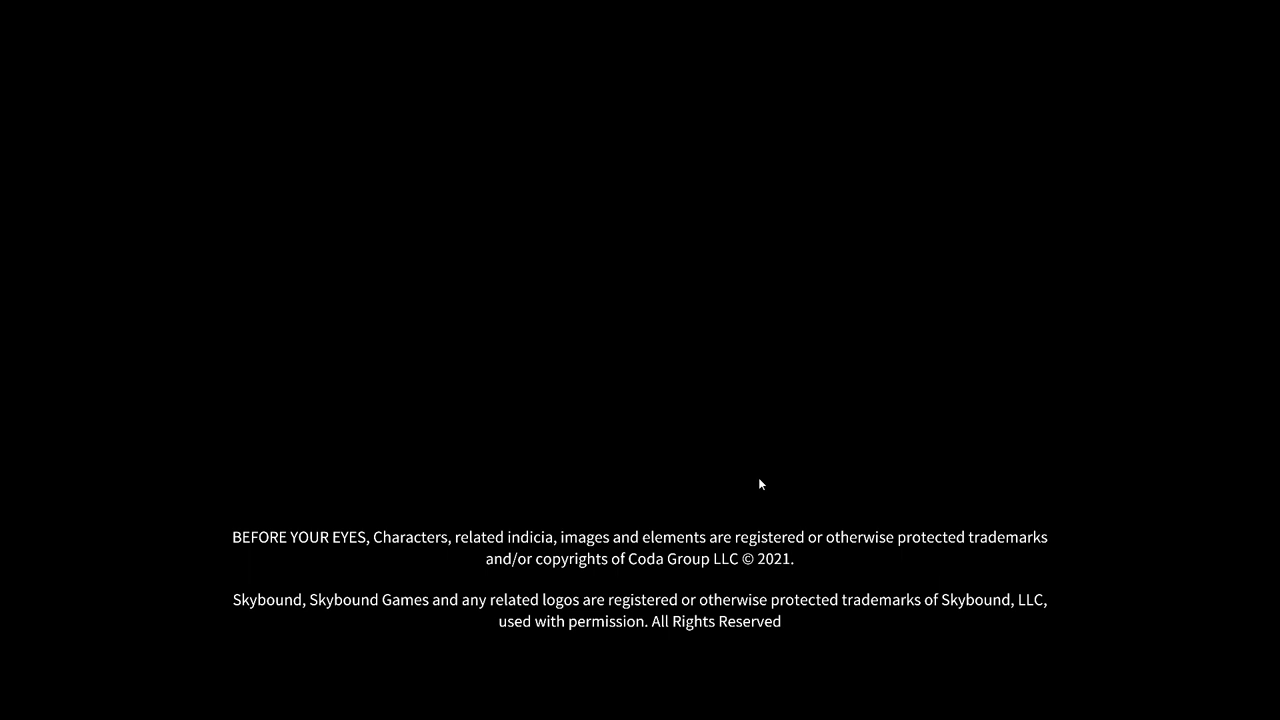 BEFORE YOUR EYES, Characters, related indicia, images and elements are registered or otherwise protected trademarks
and/or copyrights of Coda Group LLC © 2021.
Skybound, Skybound Games and any related logos are registered or otherwise protected trademarks of Skybound, LLC,
used with permission. All Rights Reserved